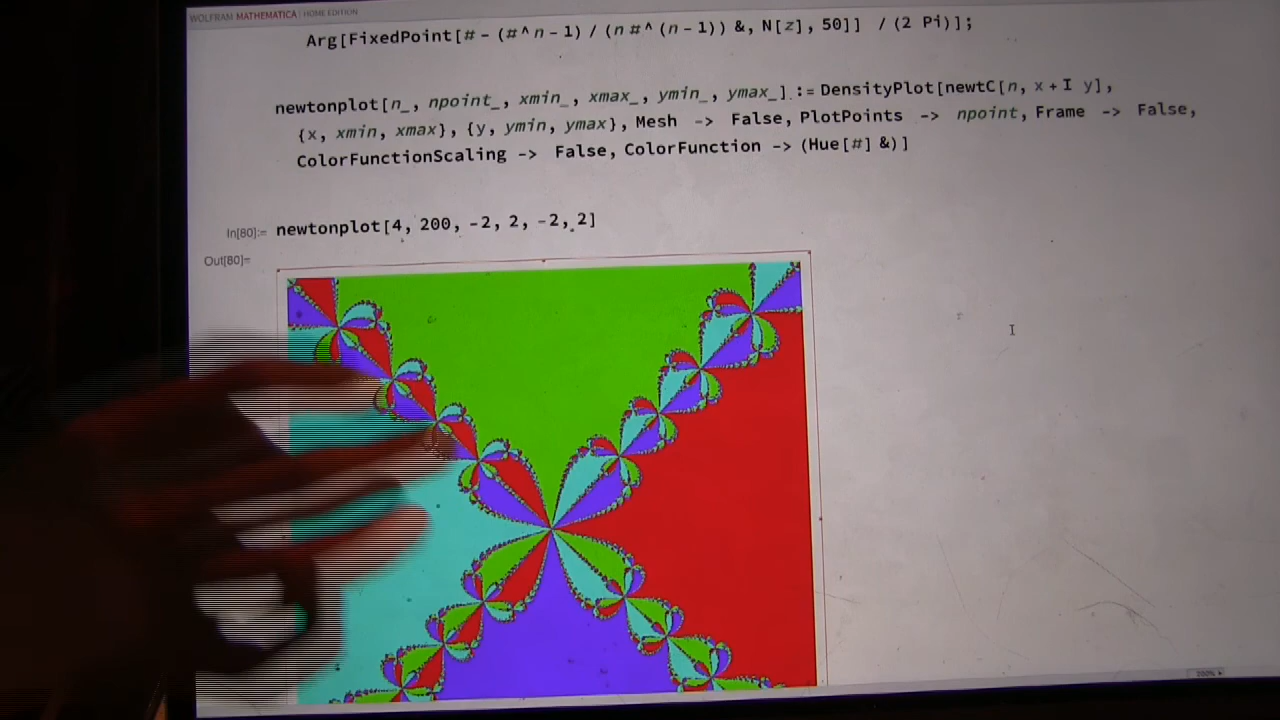 WOLFRAM MATHEMATICA | HOME EDITION
Arg[FixedPoint[# - (#^n - 1) / (n #^(n - 1)) &, N[z], 50]] / (2 Pi)];
newtonplot[n_, npoint_, xmin_, xmax_, ymin_, ymax_] := DensityPlot[newtC[n, x + I y],
{x, xmin, xmax}, {y, ymin, ymax}, Mesh -> False, PlotPoints -> npoint, Frame -> False,
ColorFunctionScaling -> False, ColorFunction -> (Hue[#] &)]
In[80]:= newtonplot[4, 200, -2, 2, -2, 2]
Out[80]=
200%